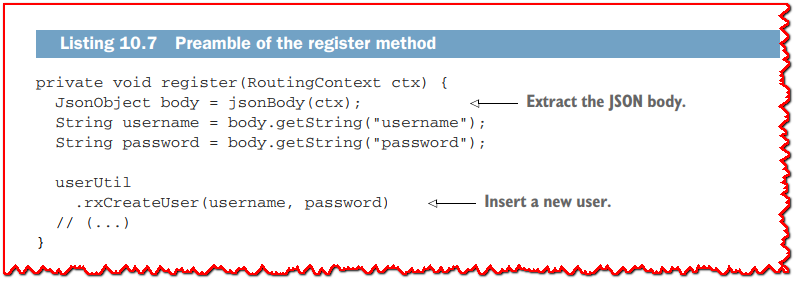 Listing 10.7 Preamble of the register method
private void register(RoutingContext ctx) {
JsonObject body = jsonBody(ctx); Extract the JSON body.
String username = body.getString("username");
String password = body.getString("password");
userUtil
.rxCreateUser(username, password) Insert a new user.
// (...)
}